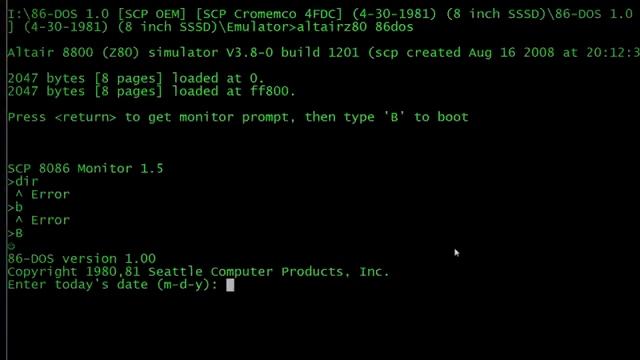 I:\86-DOS 1.0 [SCP OEM] [SCP Cromemco 4FDC] (4-30-1981) (8 inch SSSD)\86-DOS 1.0
] (4-30-1981) (8 inch SSSD)\Emulator>altairz80 86dos
Altair 8800 (Z80) simulator V3.8-0 build 1201 (scp created Aug 16 2008 at 20:12:3
2047 bytes [8 pages] loaded at 0.
2047 bytes [8 pages] loaded at ff800.
Press <return> to get monitor prompt, then type 'B' to boot
SCP 8086 Monitor 1.5
>dir
^ Error
>b
^ Error
>B
☺
86-DOS version 1.00
Copyright 1980,81 Seattle Computer Products, Inc.
Enter today's date (m-d-y):